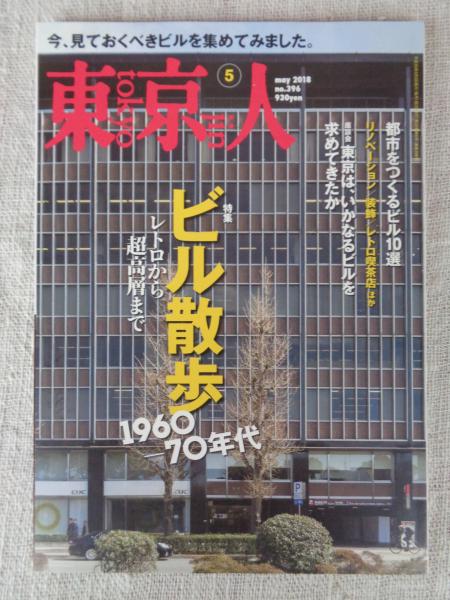 今、見ておくべきビルを集めてみました。
東京人
tokyo jin
5
may 2018
no.396
930yen
都市をつくるビル10選
リノベーション/装飾/レトロ喫茶店ほか
座談会 東京は、いかなるビルを
求めてきたか
特集
ビル散歩
レトロから
超高層まで
1960
—70年代
P